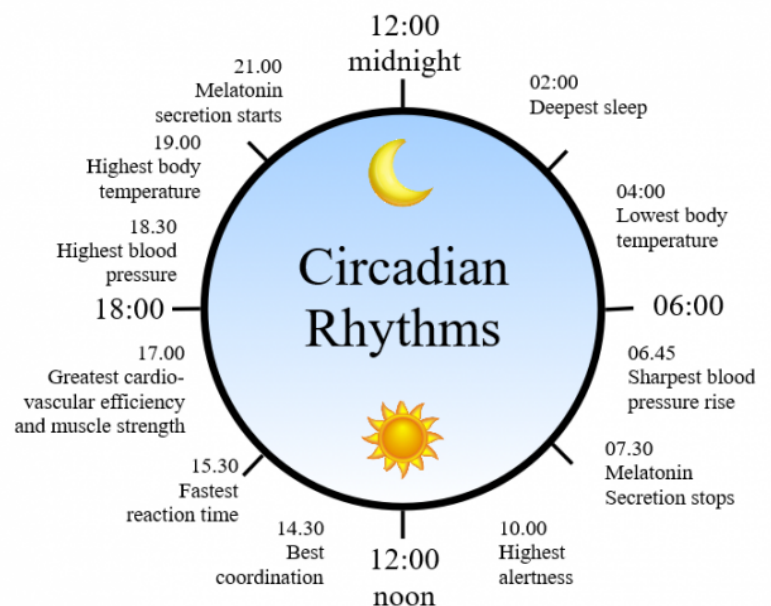 12:00
midnight
02:00
Deepest sleep
04:00
Lowest body
temperature
06:00
06.45
Sharpest blood
pressure rise
07.30
Melatonin
Secretion stops
10.00
Highest
alertness
12:00
noon
14.30
Best
coordination
15.30
Fastest
reaction time
17.00
Greatest cardio-
vascular efficiency
and muscle strength
18:00
18.30
Highest blood
pressure
19.00
Highest body
temperature
21.00
Melatonin
secretion starts
Circadian
Rhythms